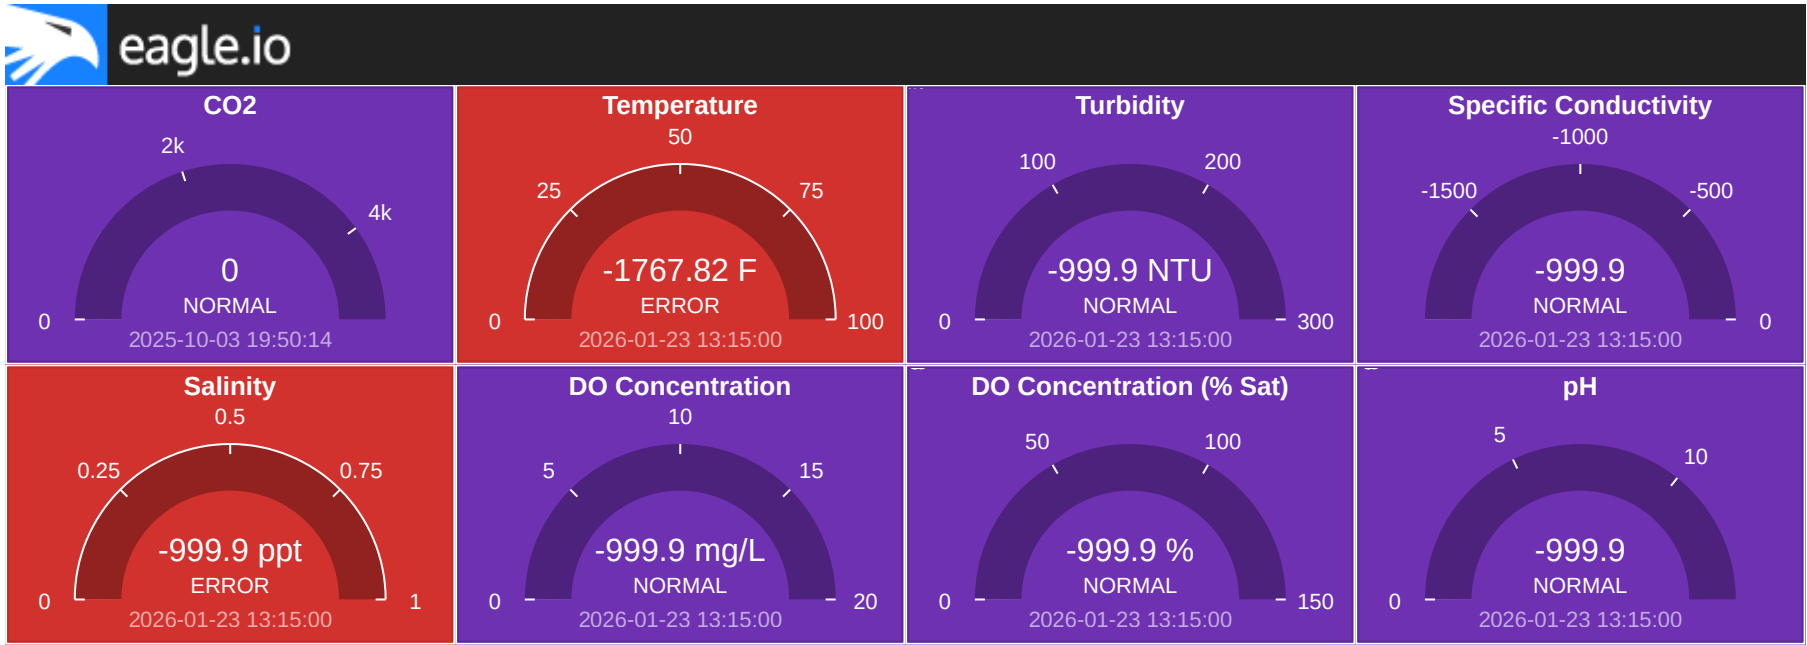 eagle.io
CO2
2k
4k
0
0
NORMAL
2025-10-03 19:50:14
Temperature
50
25
75
-1767.82 F
ERROR
0
100
2026-01-23 13:15:00
Turbidity
100
200
-999.9 NTU
NORMAL
0
300
2026-01-23 13:15:00
Specific Conductivity
-1000
-1500
-500
-999.9
NORMAL
0
2026-01-23 13:15:00
Salinity
0.5
0.25
0.75
-999.9 ppt
ERROR
0
1
2026-01-23 13:15:00
DO Concentration
10
5
15
-999.9 mg/L
NORMAL
0
20
2026-01-23 13:15:00
DO Concentration (% Sat)
50
100
-999.9 %
NORMAL
0
150
2026-01-23 13:15:00
pH
5
10
-999.9
NORMAL
0
2026-01-23 13:15:00